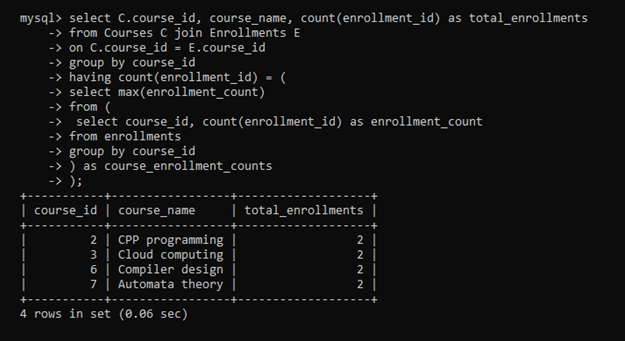 mysql> select C.course_id, course_name, count(enrollment_id) as total_enrollments
    -> from Courses C join Enrollments E
    -> on C.course_id = E.course_id
    -> group by course_id
    -> having count(enrollment_id) = (
    -> select max(enrollment_count)
    -> from (
    ->  select course_id, count(enrollment_id) as enrollment_count
    -> from enrollments
    -> group by course_id
    -> ) as course_enrollment_counts
    -> );
+-----------+-----------------+-------------------+
| course_id | course_name     | total_enrollments |
+-----------+-----------------+-------------------+
|         2 | CPP programming |                 2 |
|         3 | Cloud computing |                 2 |
|         6 | Compiler design |                 2 |
|         7 | Automata theory |                 2 |
+-----------+-----------------+-------------------+
4 rows in set (0.06 sec)